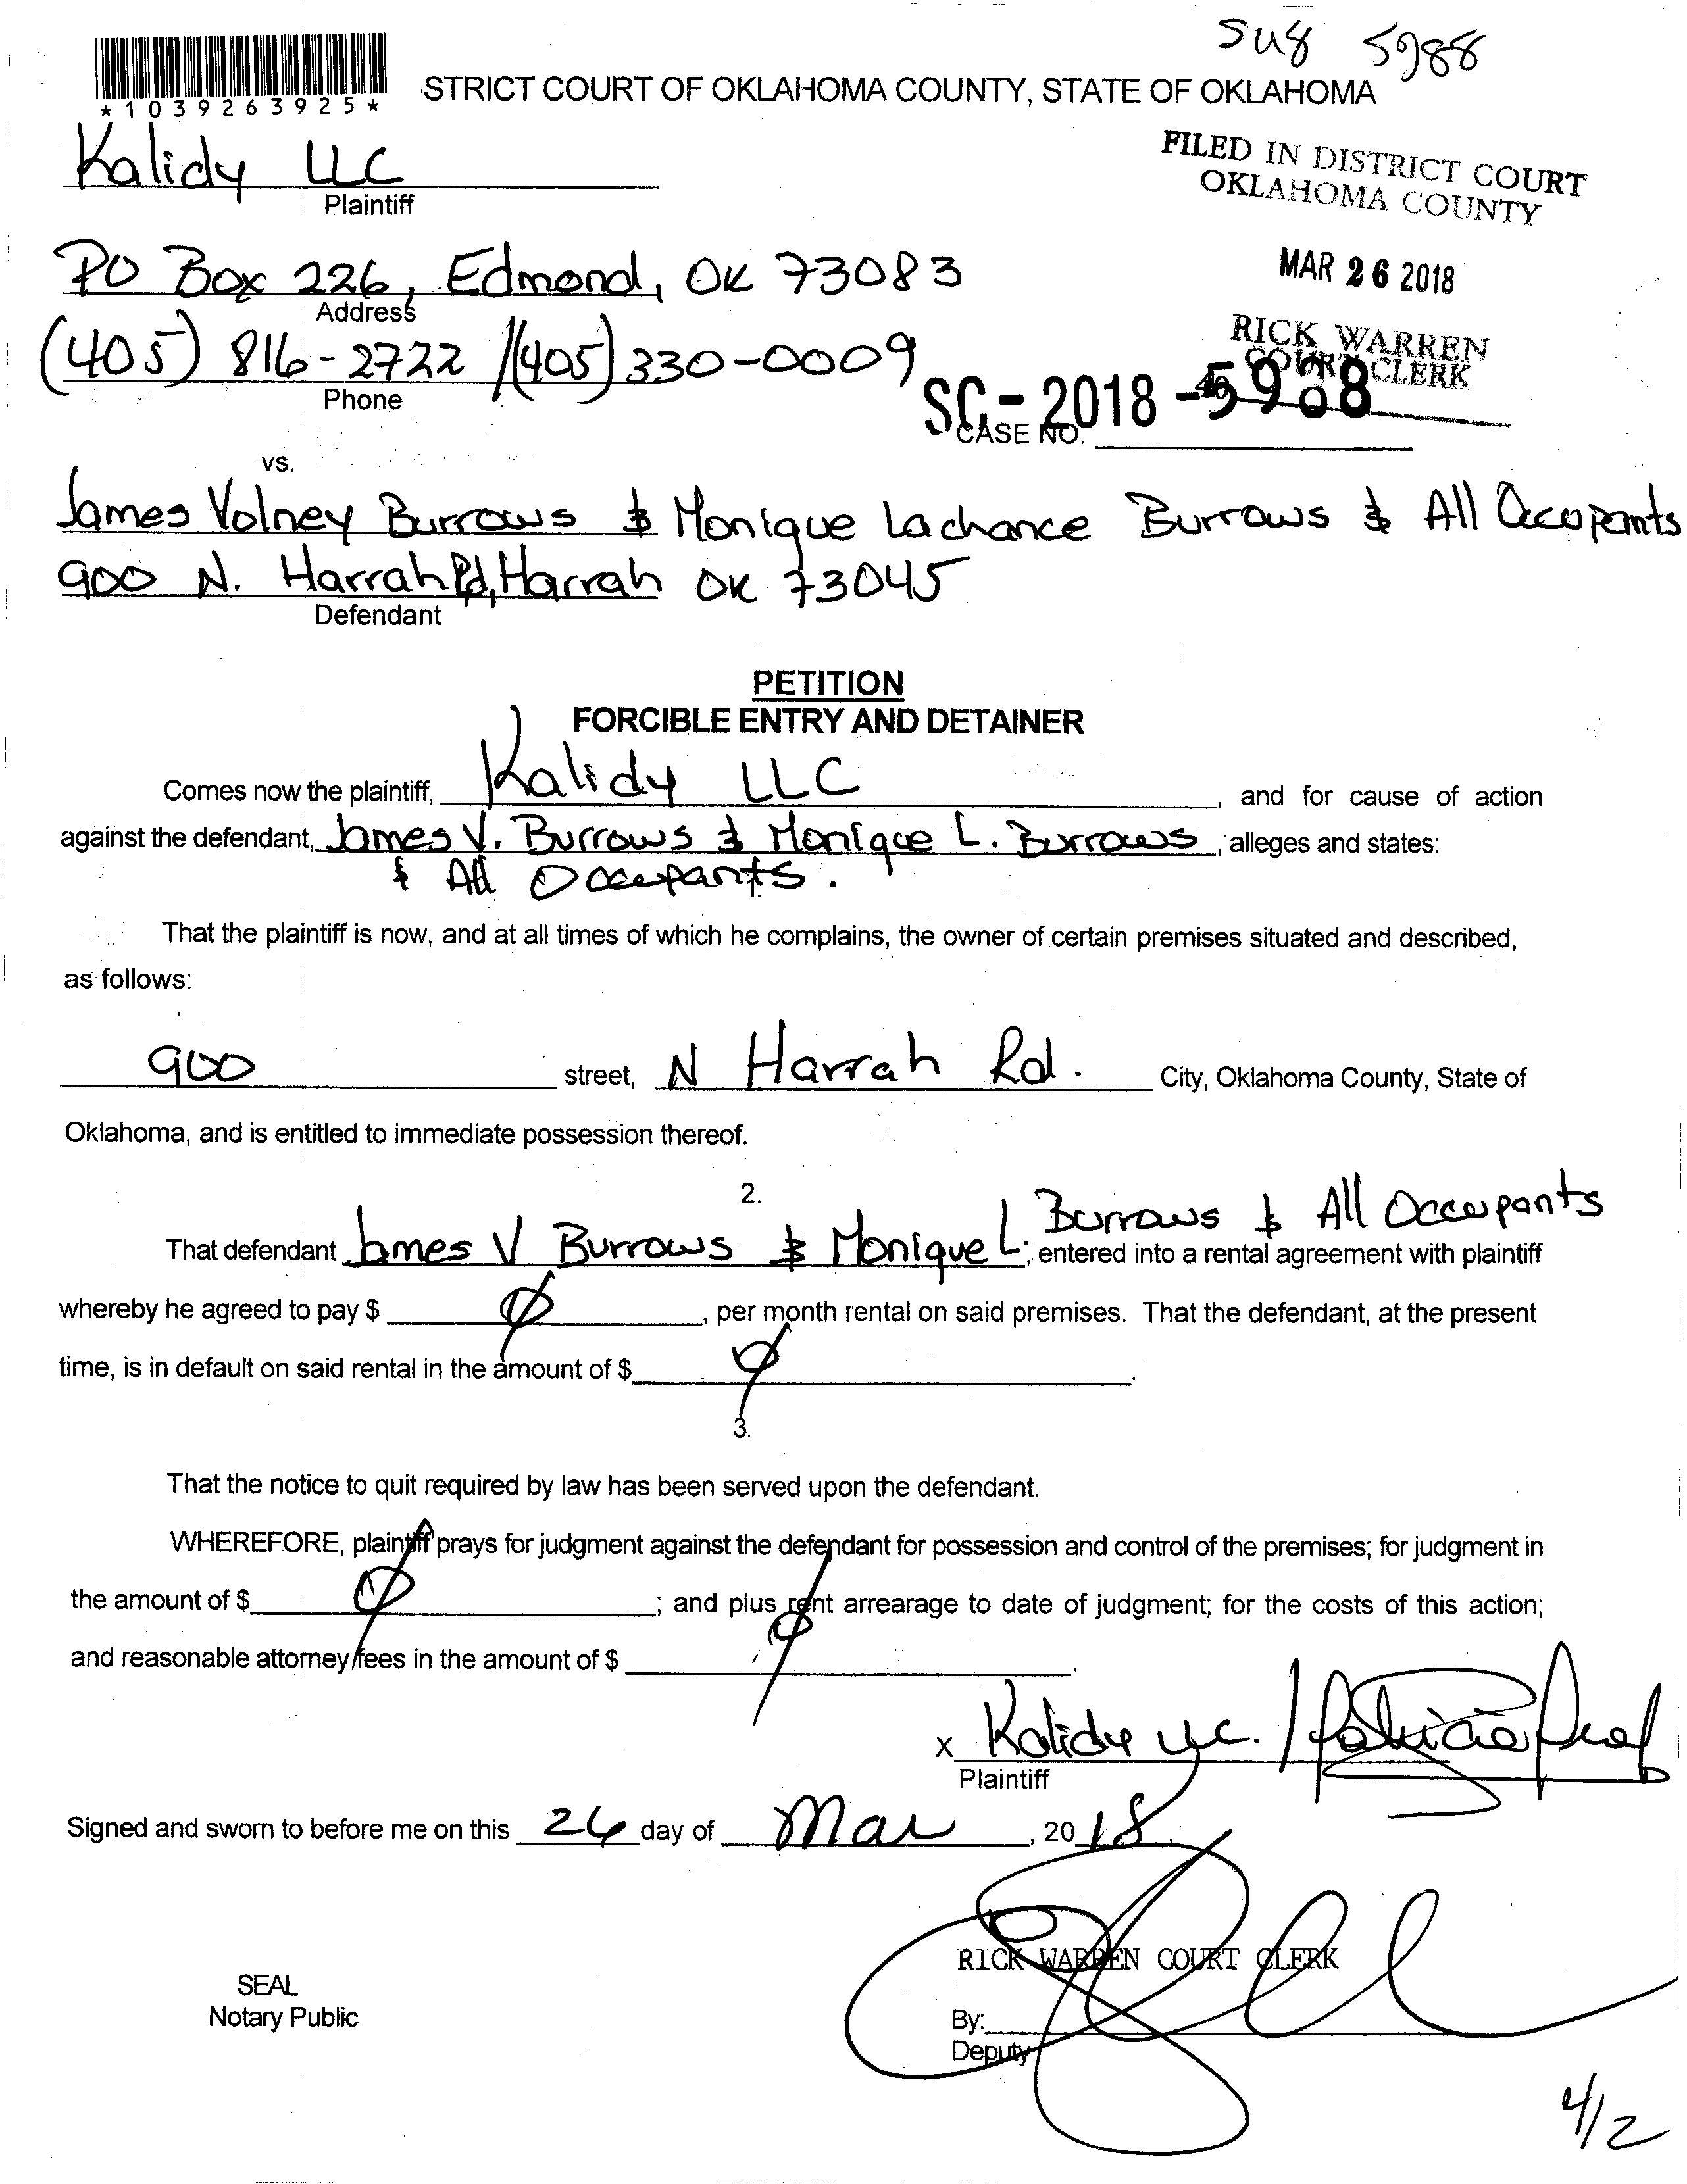 5988
STRICT COURT OF OKLAHOMA COUNTY, STATE OF OKLAHOMA
*1039263925*
FILED IN DISTRICT COURT
OKLAHOMA COUNTY
Kalidy LLC
Plaintiff
MAR 26 2018
PO Box 226, Edmond, OK 73083
Address
RICK WARREN
COURT CLERK
(405) 816-2722 /(405) 330-0009
Phone
SC-2018-5988
CASE NO.
vs.
James Volney Burrows & Monique Lachance Burrows & All Occupants
900 N. Harrah Rd, Harrah OK 73045
Defendant
PETITION
FORCIBLE ENTRY AND DETAINER
Comes now the plaintiff, Kalidy LLC, and for cause of action
against the defendant, James V. Burrows & Monique L. Burrows, alleges and states:
& All Occupants.
That the plaintiff is now, and at all times of which he complains, the owner of certain premises situated and described,
as follows:
900 street, N Harrah Rd. City, Oklahoma County, State of
Oklahoma, and is entitled to immediate possession thereof.
2.
Burrows & All Occupants
That defendant James V Burrows & Monique L., entered into a rental agreement with plaintiff
whereby he agreed to pay $ Ø, per month rental on said premises. That the defendant, at the present
time, is in default on said rental in the amount of $ Ø.
3.
That the notice to quit required by law has been served upon the defendant.
WHEREFORE, plaintiff prays for judgment against the defendant for possession and control of the premises; for judgment in
the amount of $ Ø; and plus rent arrearage to date of judgment; for the costs of this action;
and reasonable attorney fees in the amount of $ Ø.
x Kalidy LLC. /
Plaintiff
Signed and sworn to before me on this 26 day of Mar, 2018.
RICK WARREN COURT CLERK
SEAL
Notary Public
By:
Deputy
4/2